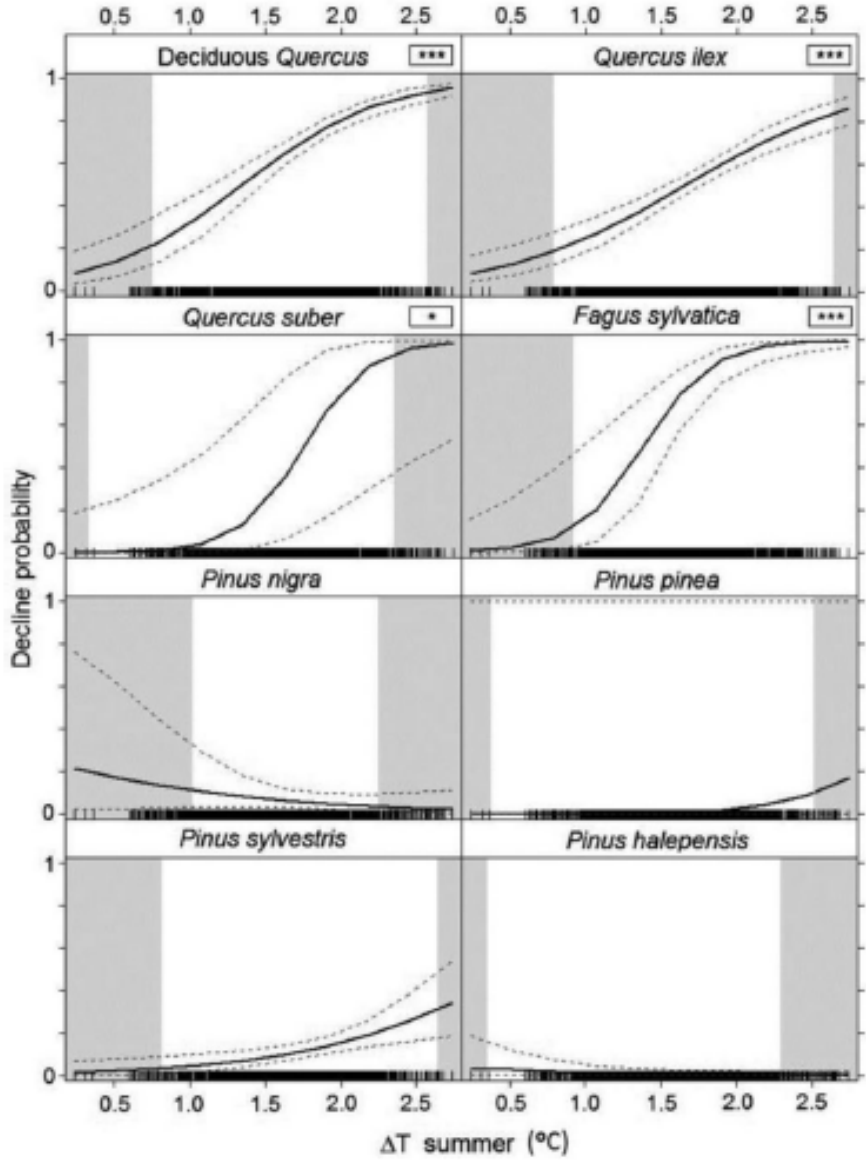 0.5 1.0 1.5 2.0 2.5 0.5 1.0 1.5 2.0 2.5
Deciduous Quercus *** Quercus ilex ***
1
0
Quercus suber * Fagus sylvatica ***
1
0
Pinus nigra Pinus pinea
1
0
Pinus sylvestris Pinus halepensis
1
0
Decline probability
0.5 1.0 1.5 2.0 2.5 0.5 1.0 1.5 2.0 2.5
ΔT summer (ºC)